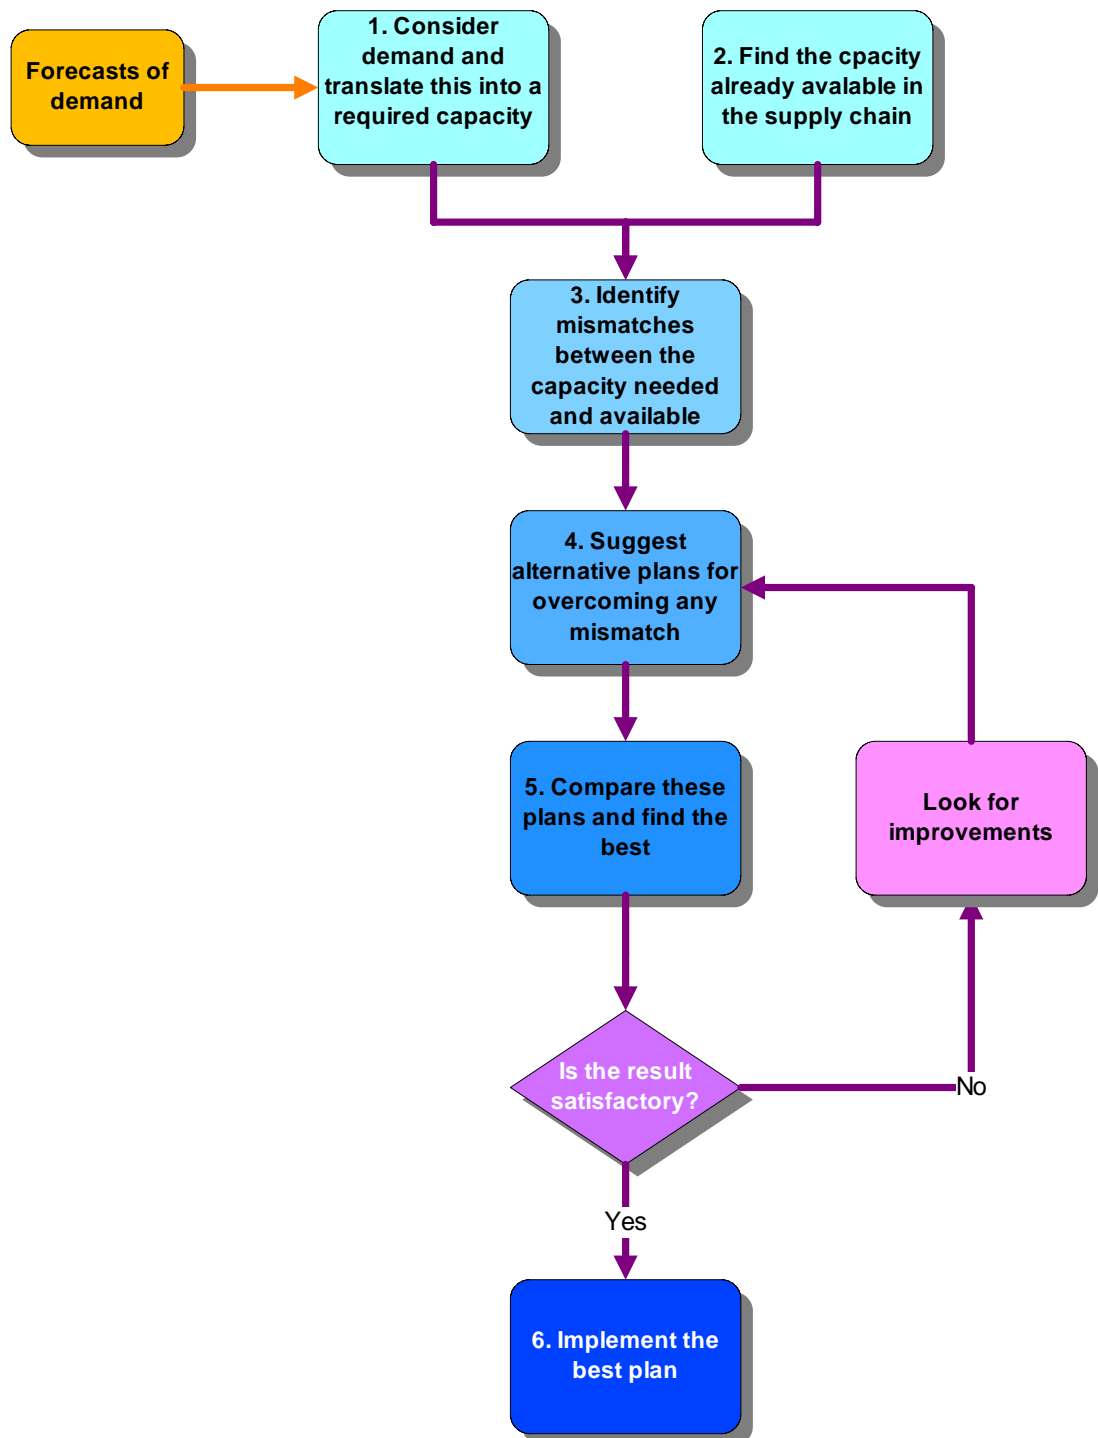 Forecasts of
demand
1. Consider
demand and
translate this into a
required capacity
2. Find the cpacity
already avalable in
the supply chain
3. Identify
mismatches
between the
capacity needed
and available
4. Suggest
alternative plans for
overcoming any
mismatch
5. Compare these
plans and find the
best
Look for
improvements
Is the result
satisfactory?
No
Yes
6. Implement the
best plan